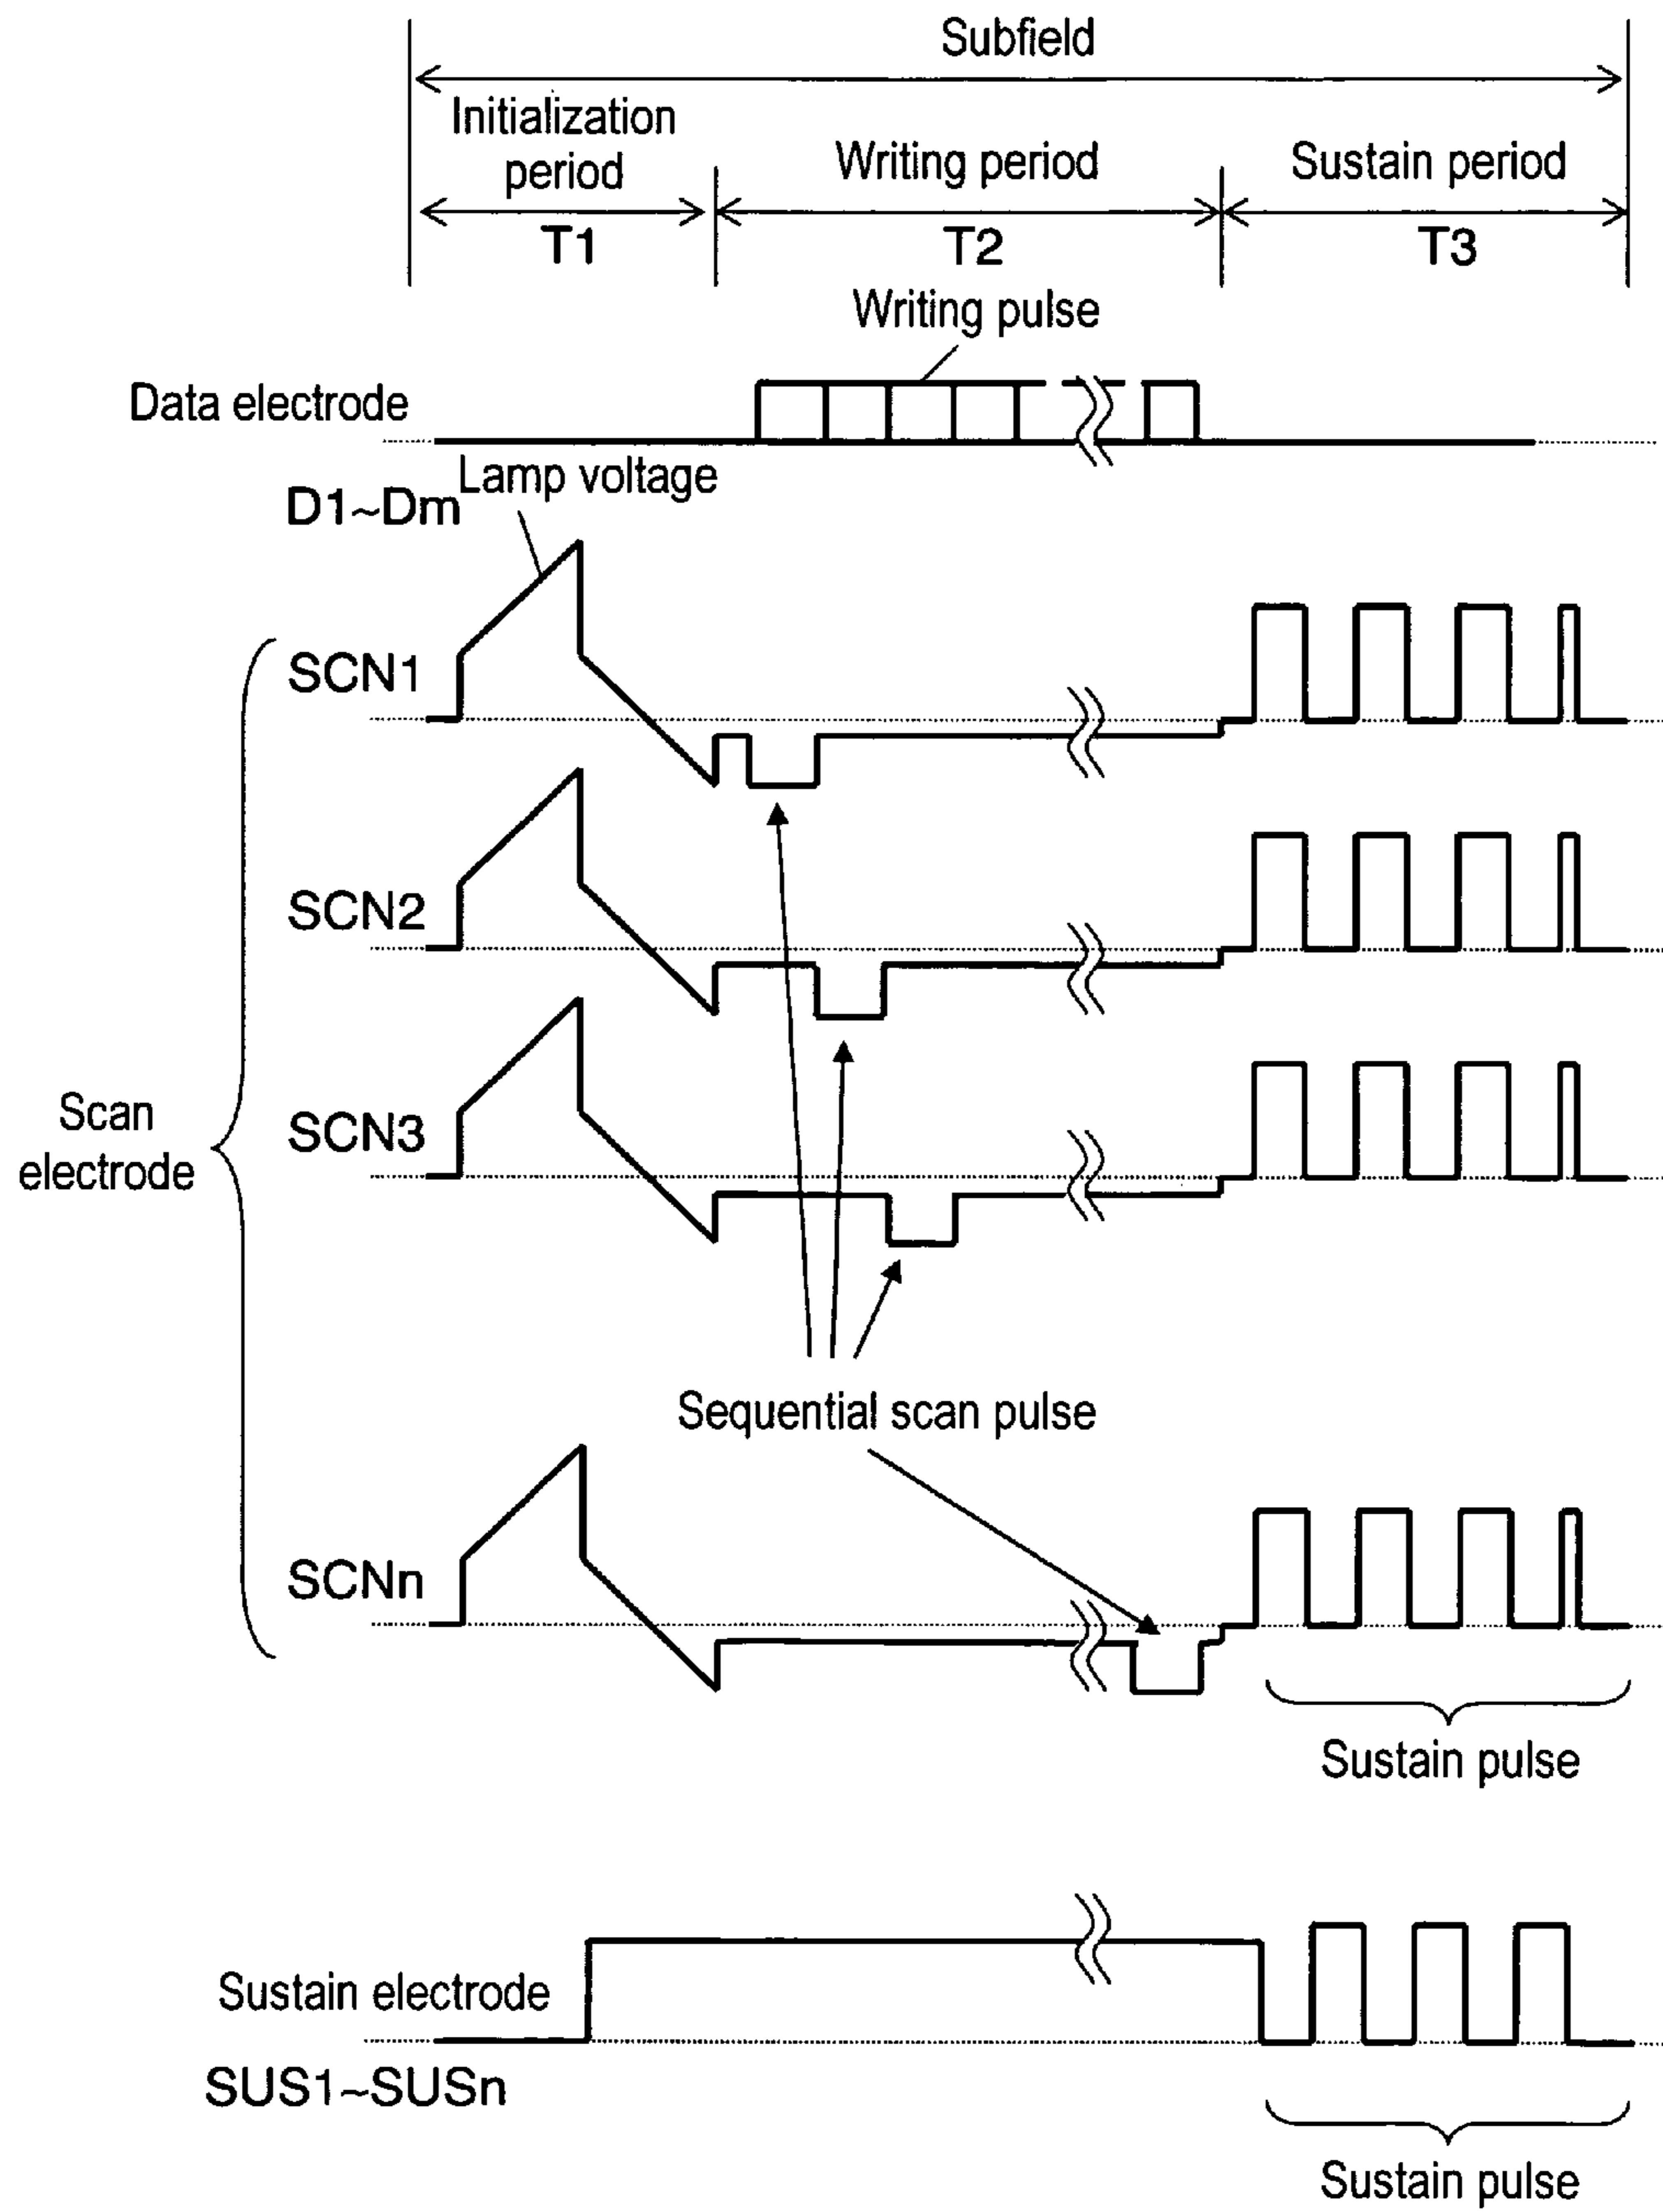 Subfield
Initialization
period
Writing period
Sustain period
T1
T2
T3
Writing pulse
Data electrode
D1~Dm
Lamp voltage
SCN1
SCN2
Scan
electrode
SCN3
Sequential scan pulse
SCNn
Sustain pulse
Sustain electrode
SUS1~SUSn
Sustain pulse